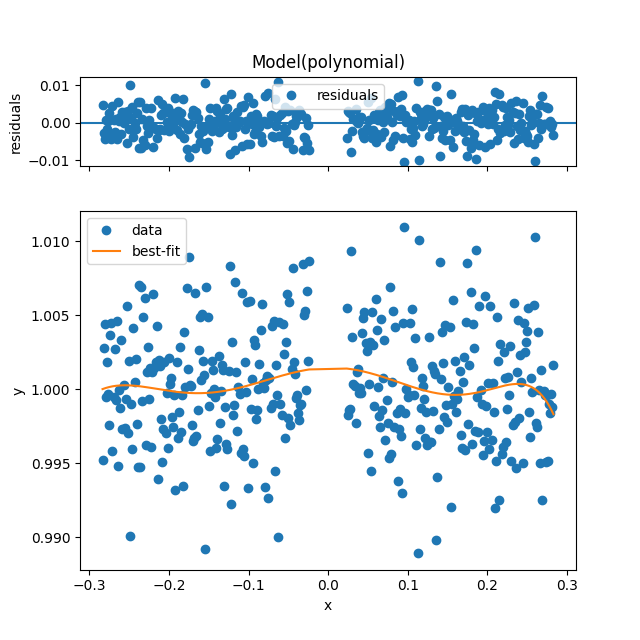 Model(polynomial)
residuals
0.01
0.00
−0.01
residuals
data
best-fit
y
1.010
1.005
1.000
0.995
0.990
−0.3
−0.2
−0.1
0.0
0.1
0.2
0.3
x